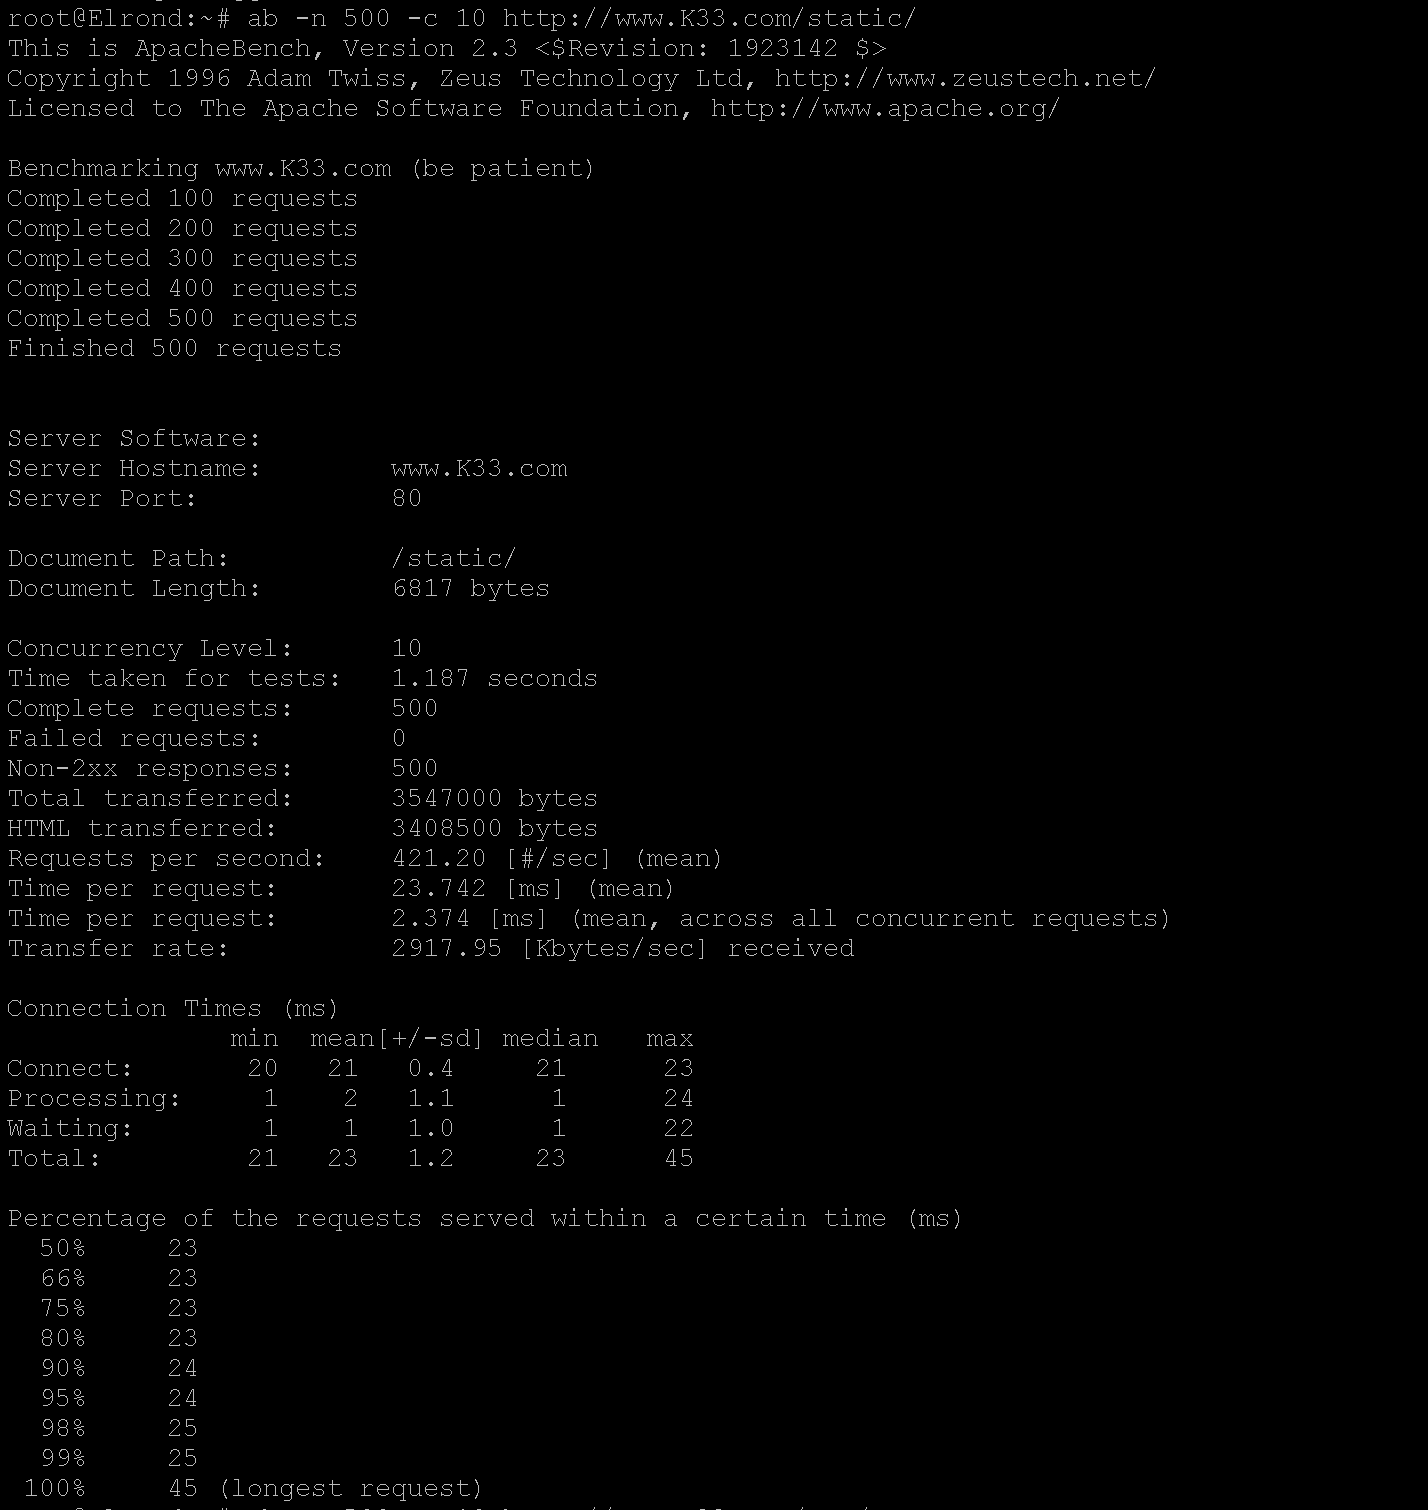 root@Elrond:~# ab -n 500 -c 10 http://www.K33.com/static/
This is ApacheBench, Version 2.3 <$Revision: 1923142 $>
Copyright 1996 Adam Twiss, Zeus Technology Ltd, http://www.zeustech.net/
Licensed to The Apache Software Foundation, http://www.apache.org/

Benchmarking www.K33.com (be patient)
Completed 100 requests
Completed 200 requests
Completed 300 requests
Completed 400 requests
Completed 500 requests
Finished 500 requests


Server Software:
Server Hostname:        www.K33.com
Server Port:            80

Document Path:          /static/
Document Length:        6817 bytes

Concurrency Level:      10
Time taken for tests:   1.187 seconds
Complete requests:      500
Failed requests:        0
Non-2xx responses:      500
Total transferred:      3547000 bytes
HTML transferred:       3408500 bytes
Requests per second:    421.20 [#/sec] (mean)
Time per request:       23.742 [ms] (mean)
Time per request:       2.374 [ms] (mean, across all concurrent requests)
Transfer rate:          2917.95 [Kbytes/sec] received

Connection Times (ms)
              min  mean[+/-sd] median   max
Connect:       20   21   0.4     21      23
Processing:     1    2   1.1      1      24
Waiting:        1    1   1.0      1      22
Total:         21   23   1.2     23      45

Percentage of the requests served within a certain time (ms)
  50%     23
  66%     23
  75%     23
  80%     23
  90%     24
  95%     24
  98%     25
  99%     25
 100%     45 (longest request)